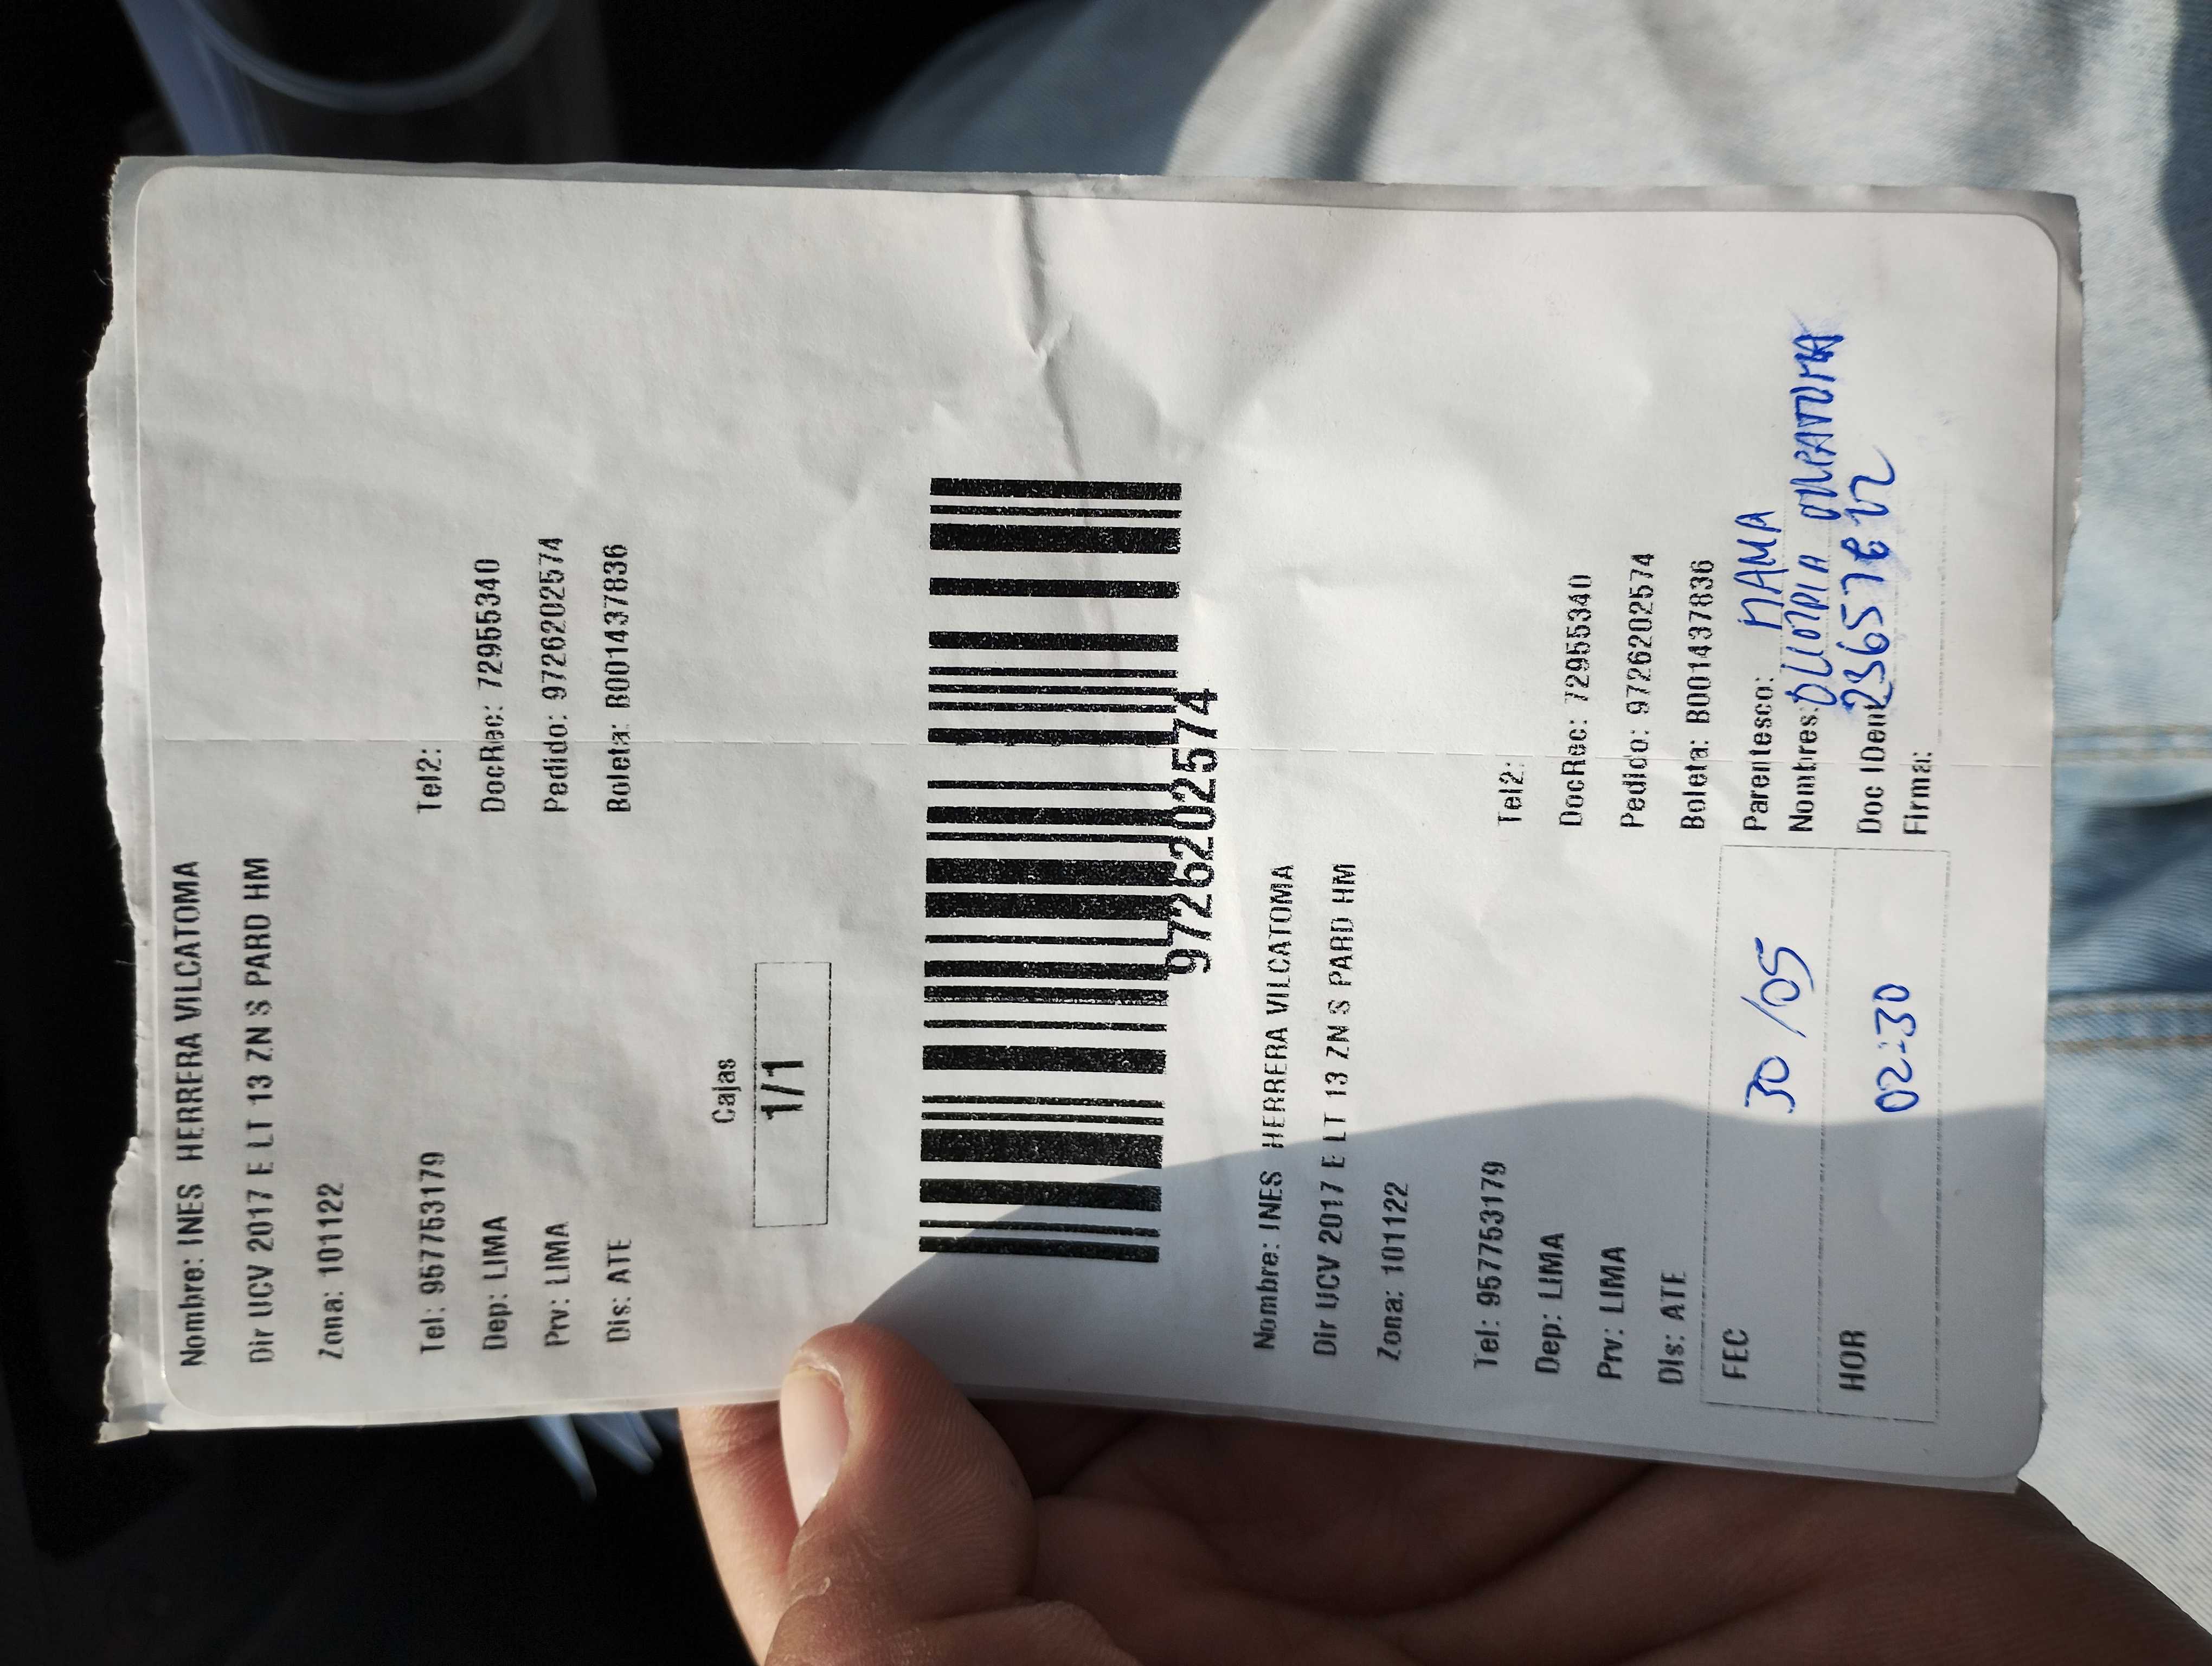 Nombre: INES HERRERA VILCATOMA
Dir UCV 2017 E LT 13 ZN S PARD HM
Zona: 101122
Tel: 957753179 Tel2:
Dep: LIMA DocRec: 72955340
Prv: LIMA Pedido: 9726202574
Dis: ATE Boleta: B001437836
Cajas
1/1
9726202574
Nombre: INES HERRERA VILCATOMA
Dir UCV 2017 E LT 13 ZN S PARD HM
Zona: 101122
Tel: 957753179 Tel2:
Dep: LIMA DocRec: 72955340
Prv: LIMA Pedido: 9726202574
Dis: ATE Boleta: B001437836
FEC 30/05 Parentesco: MAMA
Nombres:
HOR 02:30 Doc IDen
Firma: